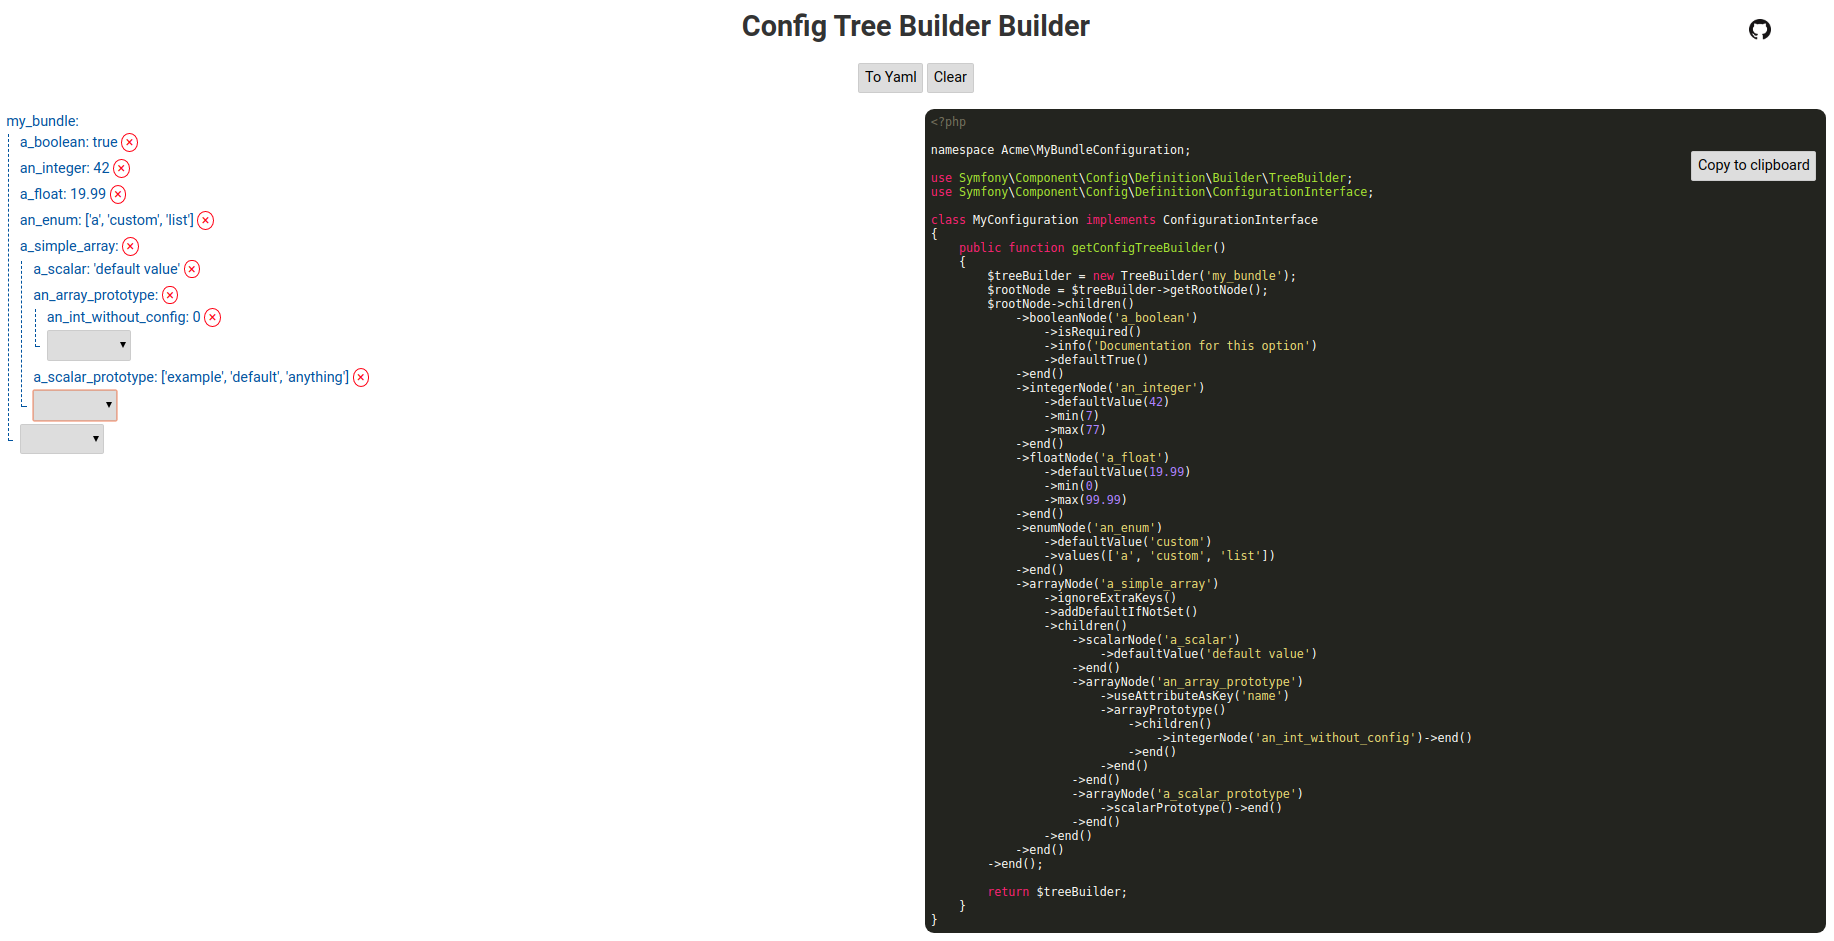 Config Tree Builder Builder
To Yaml
Clear
my_bundle:
a_boolean: true
an_integer: 42
a_float: 19.99
an_enum: ['a', 'custom', 'list']
a_simple_array:
a_scalar: 'default value'
an_array_prototype:
an_int_without_config: 0
a_scalar_prototype: ['example', 'default', 'anything']
Copy to clipboard
<?php
namespace Acme\MyBundleConfiguration;
use Symfony\Component\Config\Definition\Builder\TreeBuilder;
use Symfony\Component\Config\Definition\ConfigurationInterface;
class MyConfiguration implements ConfigurationInterface
{
    public function getConfigTreeBuilder()
    {
        $treeBuilder = new TreeBuilder('my_bundle');
        $rootNode = $treeBuilder->getRootNode();
        $rootNode->children()
            ->booleanNode('a_boolean')
                ->isRequired()
                ->info('Documentation for this option')
                ->defaultTrue()
            ->end()
            ->integerNode('an_integer')
                ->defaultValue(42)
                ->min(7)
                ->max(77)
            ->end()
            ->floatNode('a_float')
                ->defaultValue(19.99)
                ->min(0)
                ->max(99.99)
            ->end()
            ->enumNode('an_enum')
                ->defaultValue('custom')
                ->values(['a', 'custom', 'list'])
            ->end()
            ->arrayNode('a_simple_array')
                ->ignoreExtraKeys()
                ->addDefaultIfNotSet()
                ->children()
                    ->scalarNode('a_scalar')
                        ->defaultValue('default value')
                    ->end()
                    ->arrayNode('an_array_prototype')
                        ->useAttributeAsKey('name')
                        ->arrayPrototype()
                            ->children()
                                ->integerNode('an_int_without_config')->end()
                            ->end()
                        ->end()
                    ->end()
                    ->arrayNode('a_scalar_prototype')
                        ->scalarPrototype()->end()
                    ->end()
                ->end()
            ->end()
        ->end();
        return $treeBuilder;
    }
}